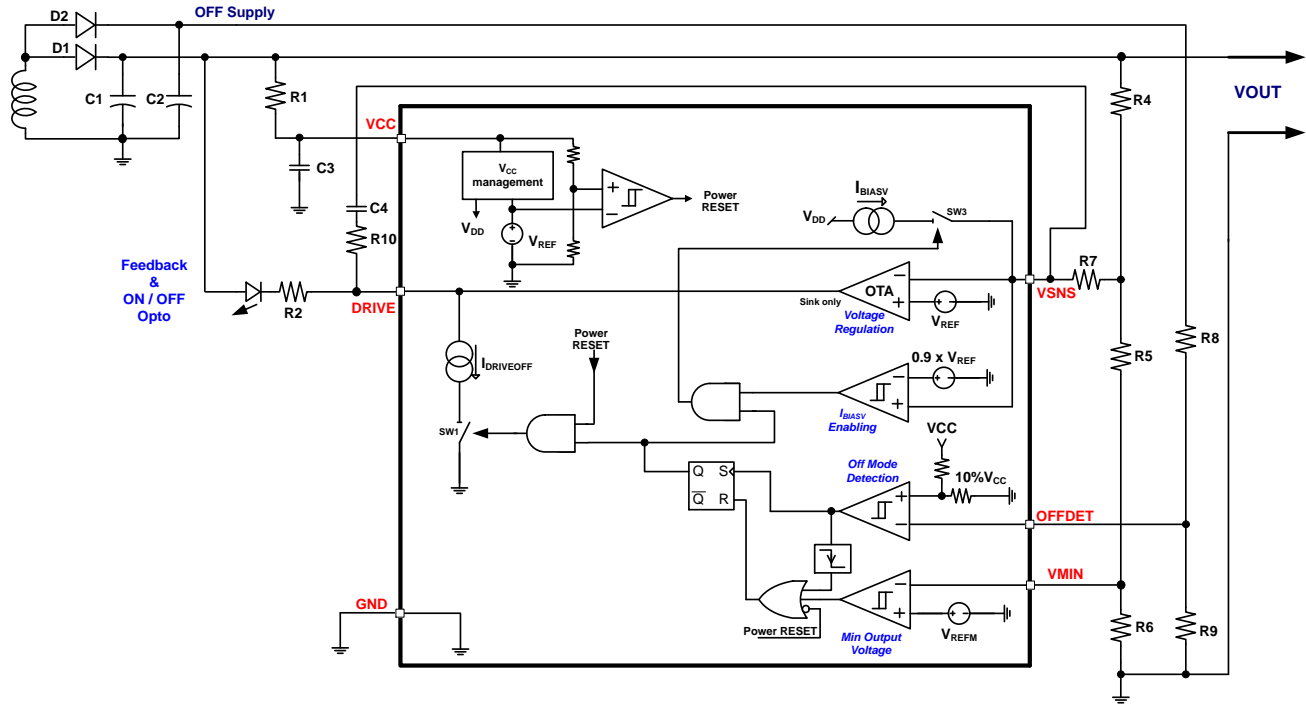 D2
OFF Supply
D1
C1
C2
R1
R4
VOUT
VCC
C3
C4
R10
VCC
management
VDD
VREF
+
−
Power
RESET
IBIASV
VDD
SW3
R7
VSNS
Feedback
&
ON / OFF
Opto
R2
DRIVE
OTA
−
+
Sink only
Voltage
Regulation
VREF
IDRIVEOFF
Power
RESET
0.9 x VREF
−
+
IBIASV
Enabling
R5
R8
SW1
VCC
Off Mode
Detection
10%VCC
Q S
Q R
+
−
OFFDET
VMIN
−
+
GND
Power RESET
Min Output
Voltage
VREFM
R6
R9